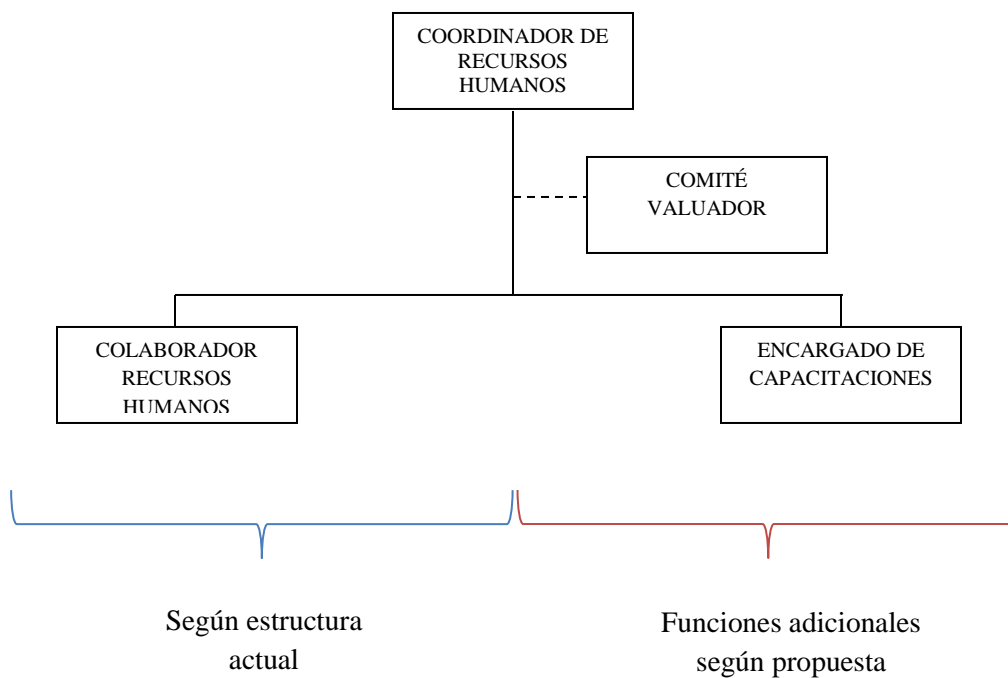 COORDINADOR DE
RECURSOS
HUMANOS
COMITÉ
VALUADOR
COLABORADOR
RECURSOS
HUMANOS
ENCARGADO DE
CAPACITACIONES
Según estructura
actual
Funciones adicionales
según propuesta